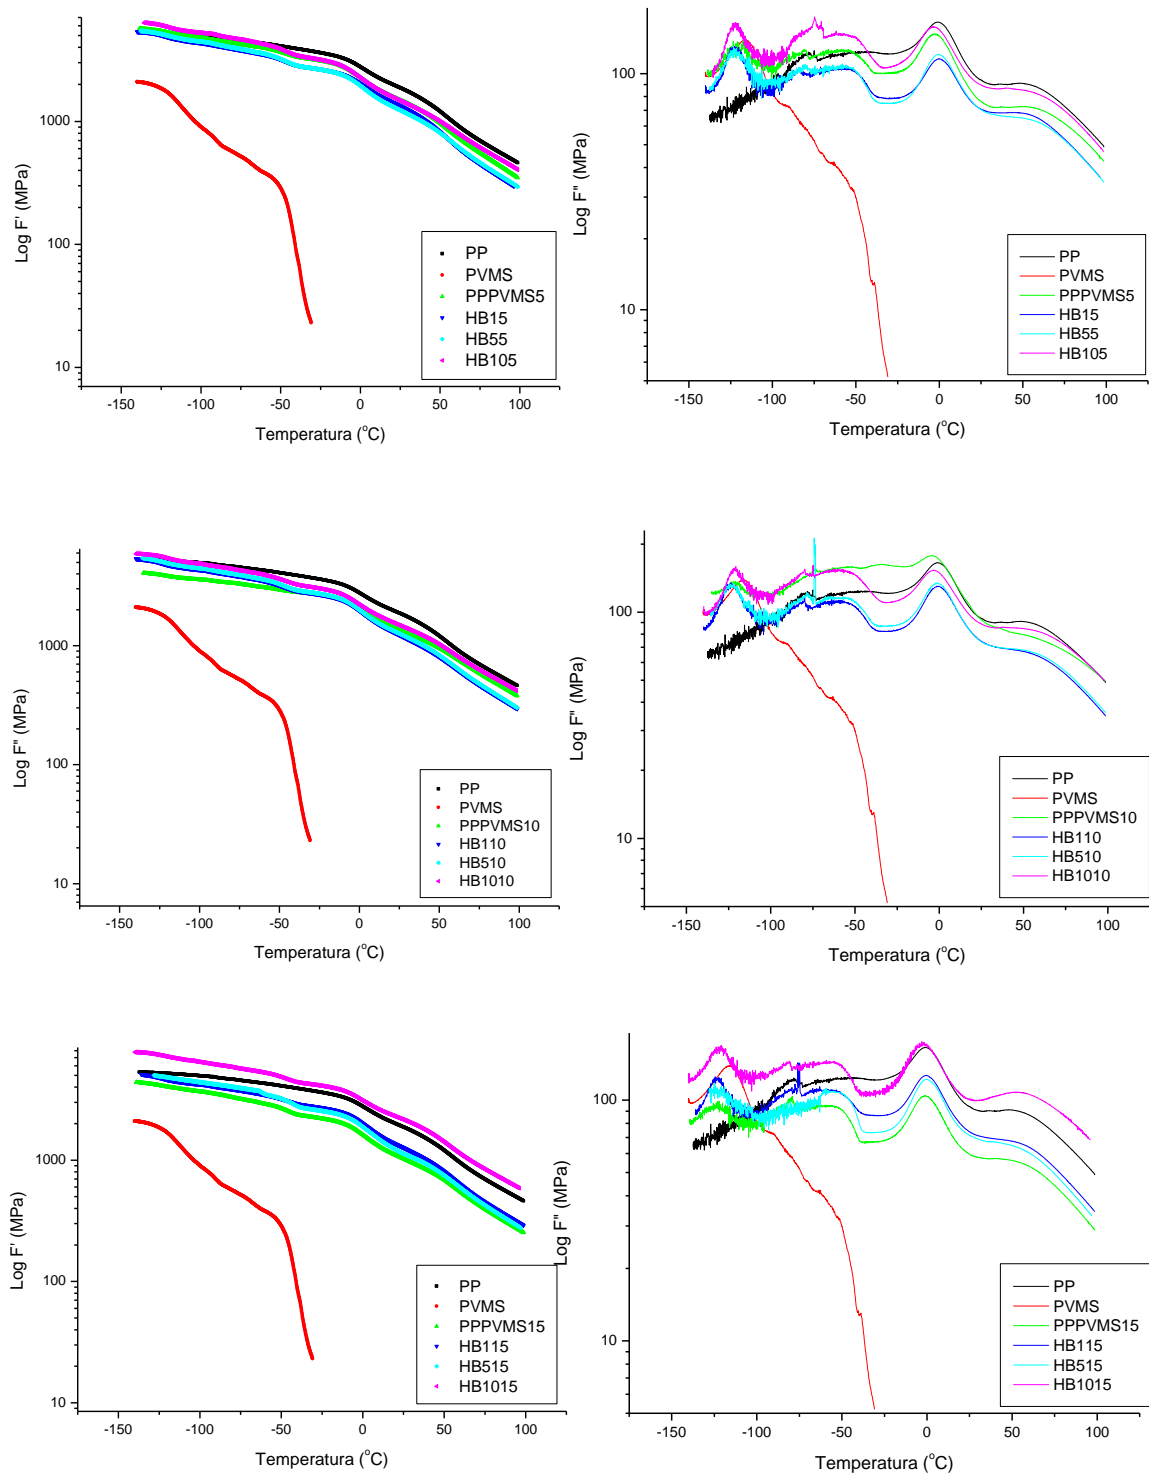 1000
100
10
Log F' (MPa)
-150 -100 -50 0 50 100
Temperatura (°C)
PP
PVMS
PPPVMS5
HB15
HB55
HB105
100
10
Log F" (MPa)
-150 -100 -50 0 50 100
Temperatura (°C)
PP
PVMS
PPPVMS5
HB15
HB55
HB105
1000
100
10
Log F" (MPa)
-150 -100 -50 0 50 100
Temperatura (°C)
PP
PVMS
PPPVMS10
HB110
HB510
HB1010
100
10
Log F" (MPa)
-150 -100 -50 0 50 100
Temperatura (°C)
PP
PVMS
PPPVMS10
HB110
HB510
HB1010
1000
100
10
Log F' (MPa)
-150 -100 -50 0 50 100
Temperatura (°C)
PP
PVMS
PPPVMS15
HB115
HB515
HB1015
100
10
Log F" (MPa)
-150 -100 -50 0 50 100
Temperatura (°C)
PP
PVMS
PPPVMS15
HB115
HB515
HB1015